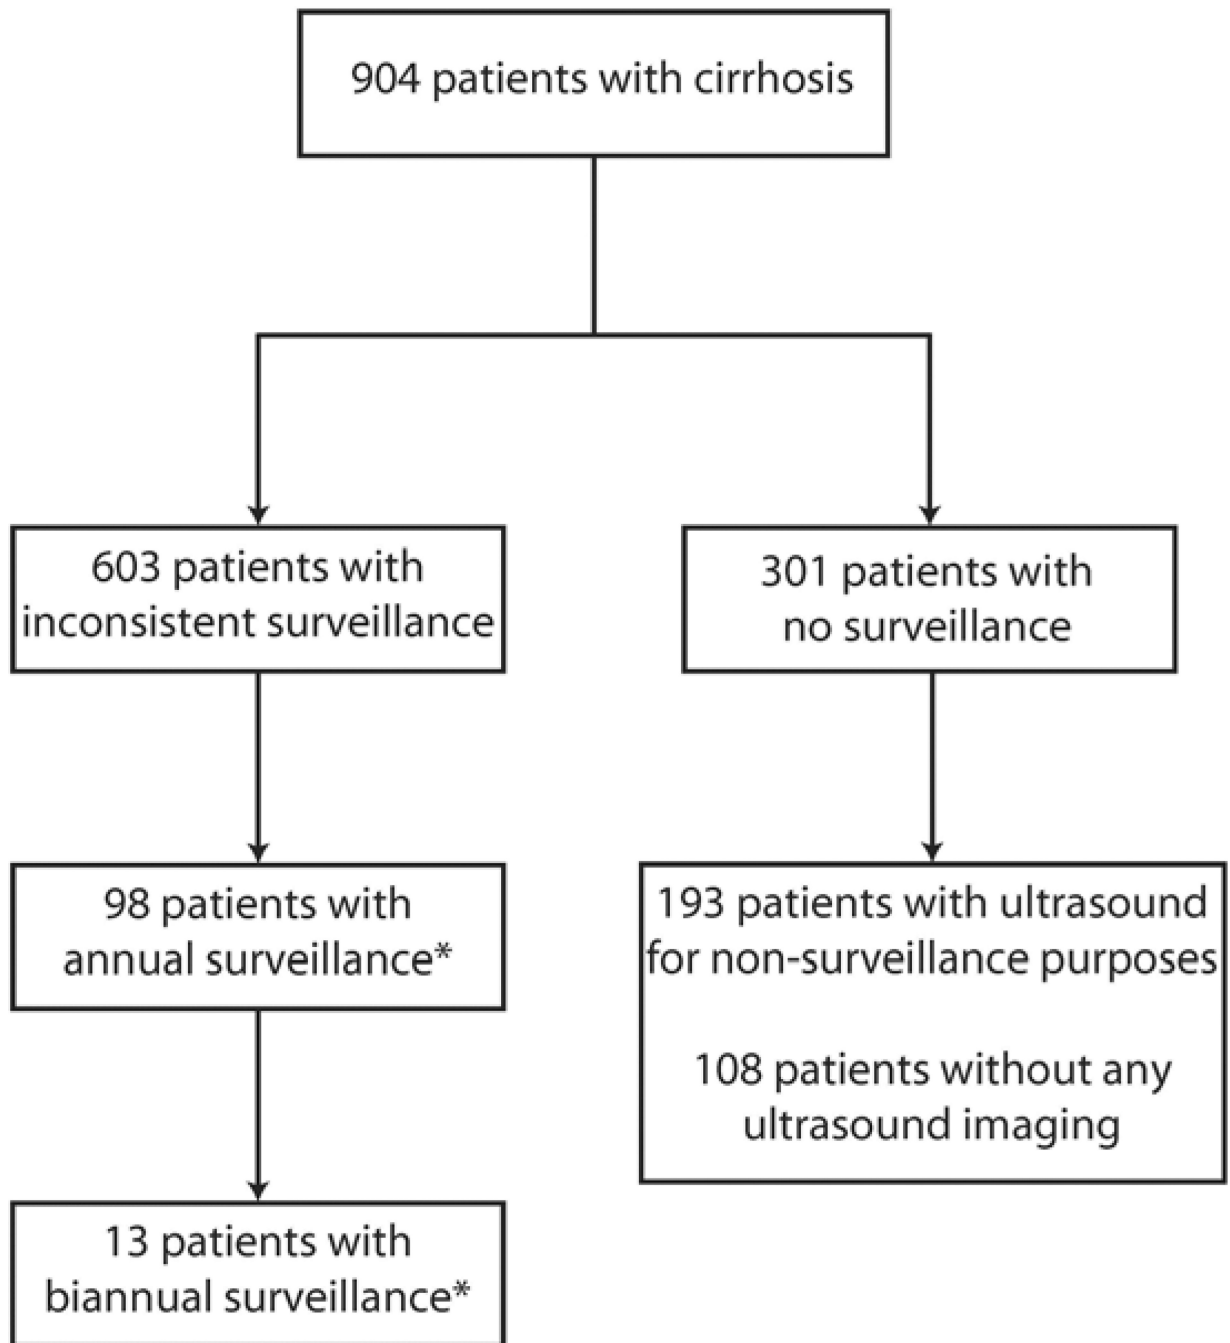 904 patients with cirrhosis
603 patients with
inconsistent surveillance
301 patients with
no surveillance
98 patients with
annual surveillance*
193 patients with ultrasound
for non-surveillance purposes
108 patients without any
ultrasound imaging
13 patients with
biannual surveillance*